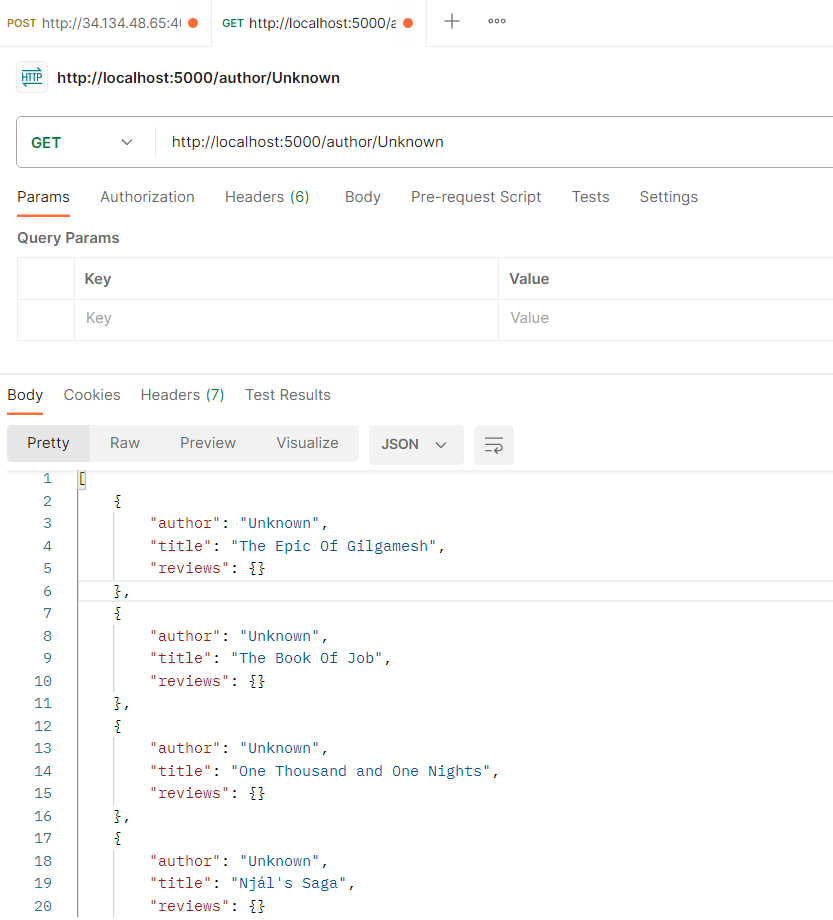 POST http://34.134.48.65:4 GET http://localhost:5000/a
HTTP http://localhost:5000/author/Unknown
GET http://localhost:5000/author/Unknown
Params Authorization Headers (6) Body Pre-request Script Tests Settings
Query Params
Key Value
Key Value
Body Cookies Headers (7) Test Results
Pretty Raw Preview Visualize JSON
1 [
2 {
3 "author": "Unknown",
4 "title": "The Epic Of Gilgamesh",
5 "reviews": {}
6 },
7 {
8 "author": "Unknown",
9 "title": "The Book Of Job",
10 "reviews": {}
11 },
12 {
13 "author": "Unknown",
14 "title": "One Thousand and One Nights",
15 "reviews": {}
16 },
17 {
18 "author": "Unknown",
19 "title": "Njál's Saga",
20 "reviews": {}